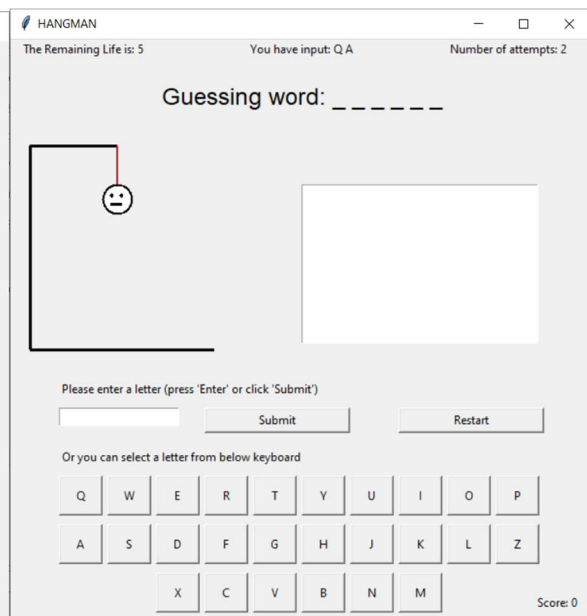 HANGMAN
The Remaining Life is: 5 You have input: Q A Number of attempts: 2
Guessing word: _ _ _ _ _ _
Please enter a letter (press 'Enter' or click 'Submit')
Submit Restart
Or you can select a letter from below keyboard
Q W E R T Y U I O P
A S D F G H J K L Z
X C V B N M
Score: 0